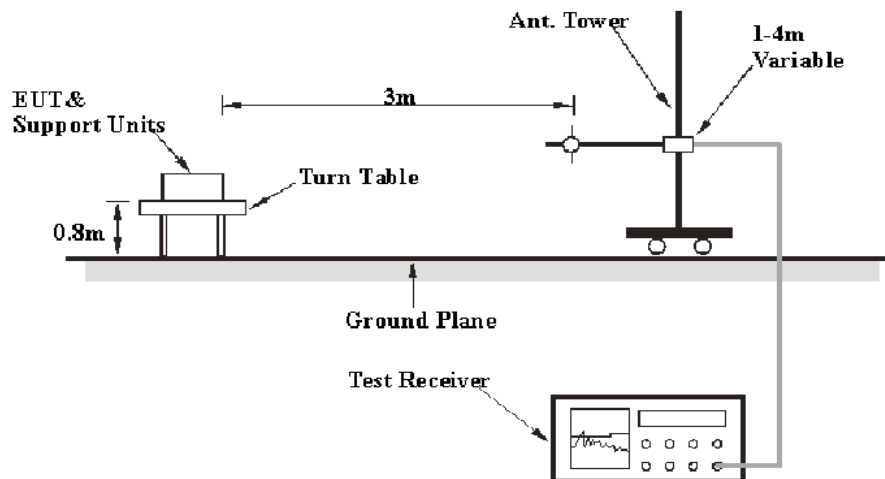 Ant. Tower
1-4m
Variable
3m
EUT&
Support Units
Turn Table
0.8m
Ground Plane
Test Receiver